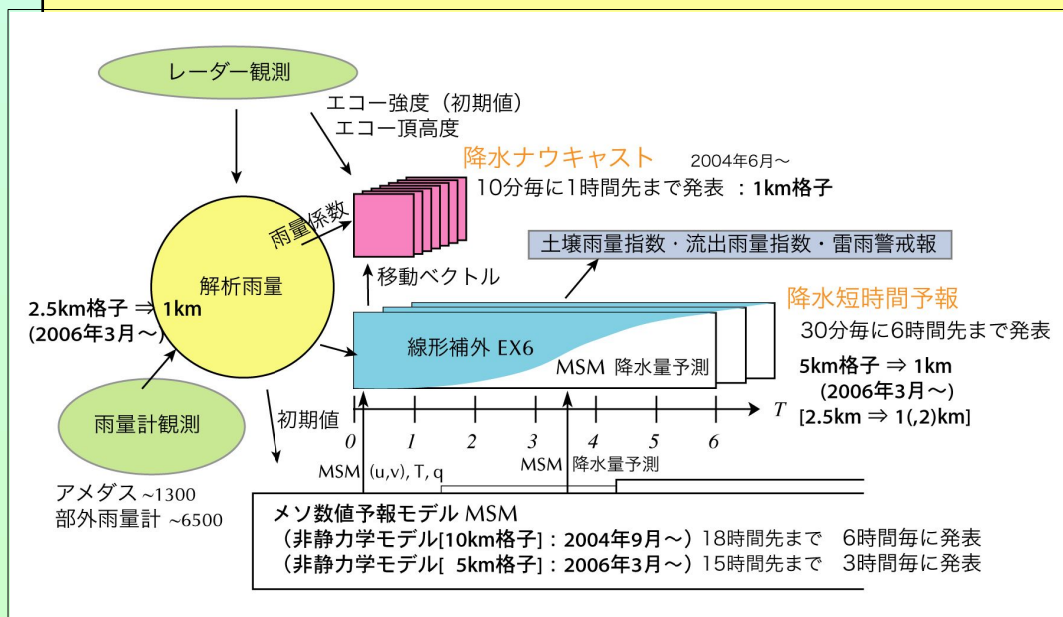 レーダー観測
エコー強度（初期値）
エコー頂高度
降水ナウキャスト 2004年6月～
10分毎に1時間先まで発表 ：1km格子
雨量係数
土壌雨量指数・流出雨量指数・雷雨警戒報
移動ベクトル
解析雨量
2.5km格子 ⇒ 1km
(2006年3月～)
降水短時間予報
30分毎に6時間先まで発表
5km格子 ⇒ 1km
(2006年3月～)
[2.5km ⇒ 1(,2)km]
線形補外 EX6
MSM 降水量予測
雨量計観測
初期値
T
0 1 2 3 4 5 6
MSM (u,v), T, q
MSM 降水量予測
アメダス ~1300
部外雨量計 ~6500
メソ数値予報モデル MSM
（非静力学モデル[10km格子]：2004年9月～）18時間先まで 6時間毎に発表
（非静力学モデル[ 5km格子]：2006年3月～）15時間先まで 3時間毎に発表